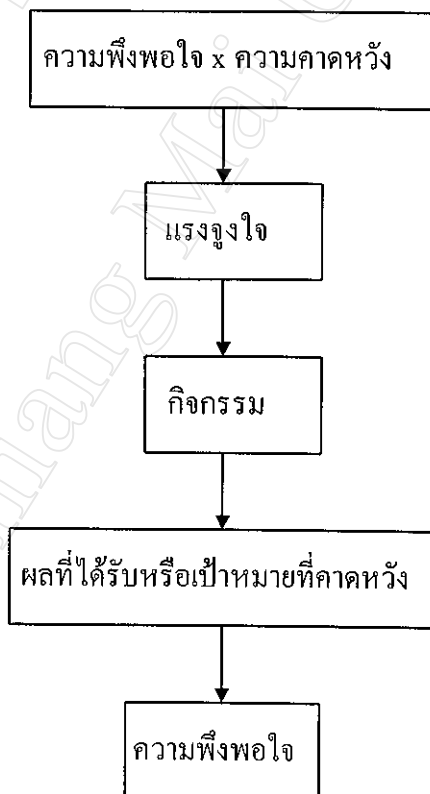 ความพึงพอใจ x ความคาดหวัง
แรงจูงใจ
กิจกรรม
ผลที่ได้รับหรือเป้าหมายที่คาดหวัง
ความพึงพอใจ